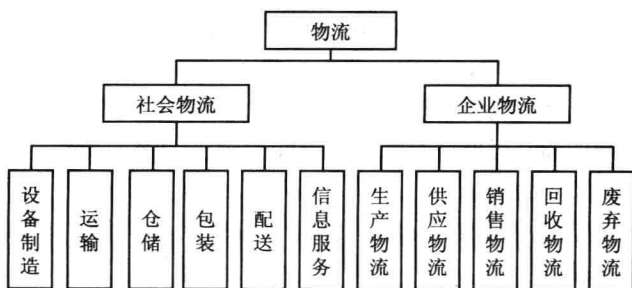 物流
社会物流
企业物流
设备制造
运输
仓储
包装
配送
信息服务
生产物流
供应物流
销售物流
回收物流
废弃物流